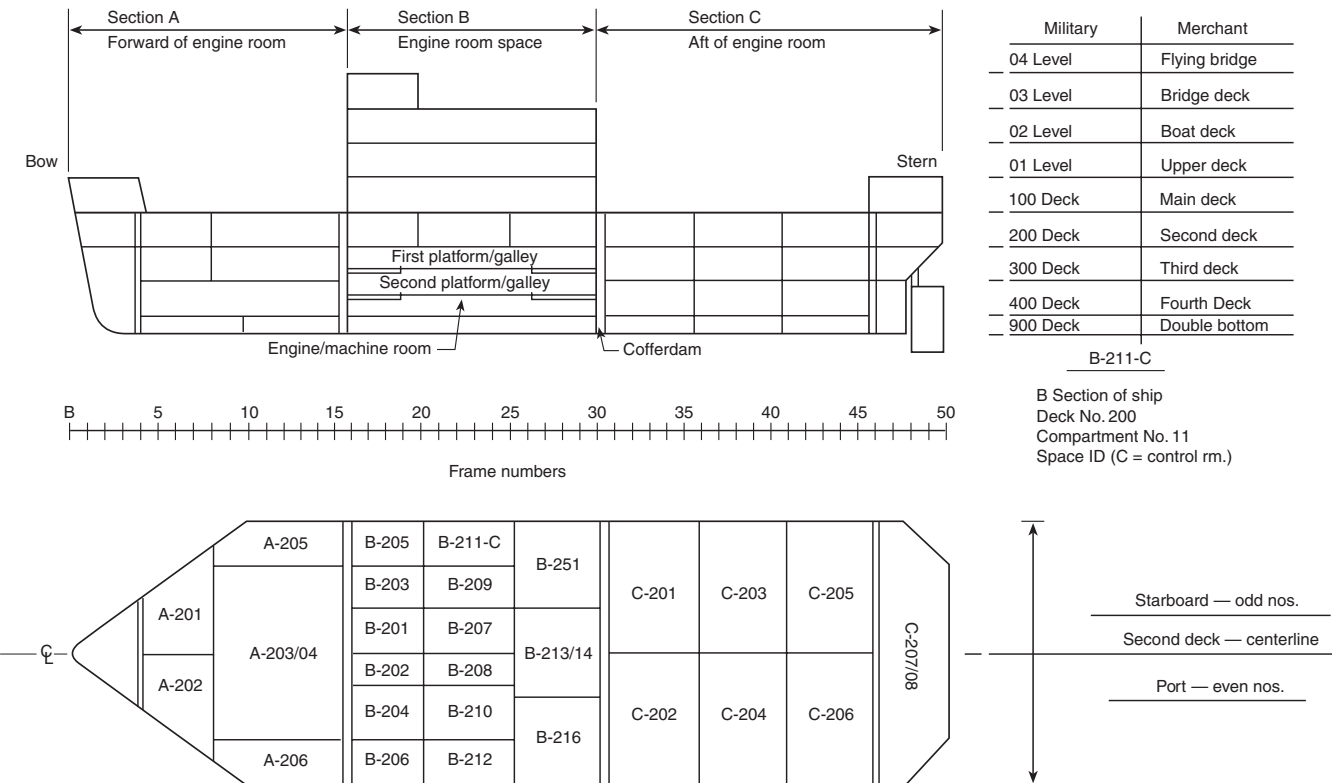 Section A
Forward of engine room
Section B
Engine room space
Section C
Aft of engine room
Military
Merchant
04 Level
Flying bridge
03 Level
Bridge deck
02 Level
Boat deck
01 Level
Upper deck
100 Deck
Main deck
200 Deck
Second deck
300 Deck
Third deck
400 Deck
Fourth Deck
900 Deck
Double bottom
Bow
Stern
First platform/galley
Second platform/galley
Engine/machine room
Cofferdam
B-211-C
B Section of ship
Deck No. 200
Compartment No. 11
Space ID (C = control rm.)
B 5 10 15 20 25 30 35 40 45 50
Frame numbers
A-205
B-205
B-211-C
B-251
B-203
B-209
A-201
C-201
C-203
C-205
B-201
B-207
A-203/04
B-213/14
C-207/08
A-202
B-202
B-208
B-204
B-210
C-202
C-204
C-206
B-216
A-206
B-206
B-212
℄
Starboard — odd nos.
Second deck — centerline
Port — even nos.